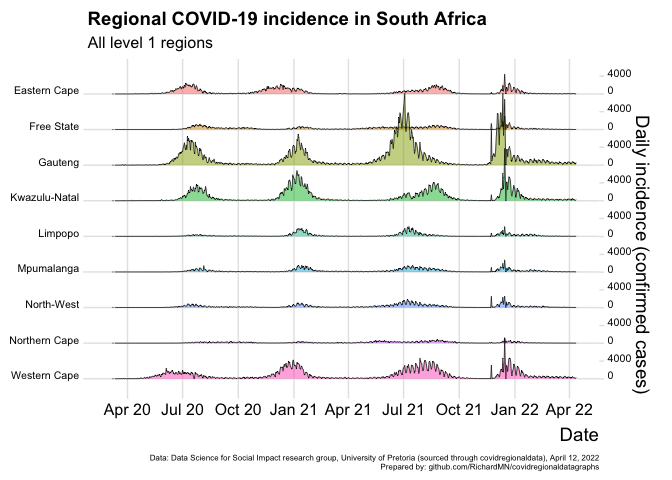 Regional COVID-19 incidence in South Africa
All level 1 regions
Eastern Cape
4000
0
Free State
4000
0
Gauteng
4000
0
Kwazulu-Natal
4000
0
Limpopo
4000
0
Mpumalanga
4000
0
North-West
4000
0
Northern Cape
4000
0
Western Cape
4000
0
Daily incidence (confirmed cases)
Apr 20 Jul 20 Oct 20 Jan 21 Apr 21 Jul 21 Oct 21 Jan 22 Apr 22
Date
Data: Data Science for Social Impact research group, University of Pretoria (sourced through covidregionaldata), April 12, 2022
Prepared by: github.com/RichardMN/covidregionaldatagraphs